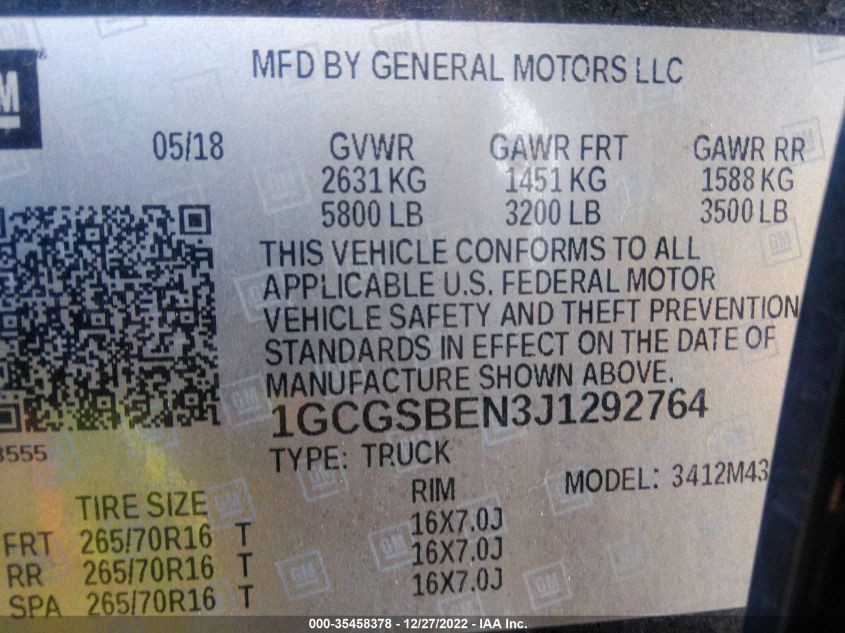 GM
MFD BY GENERAL MOTORS LLC
05/18 GVWR GAWR FRT GAWR RR
2631 KG 1451 KG 1588 KG
5800 LB 3200 LB 3500 LB
THIS VEHICLE CONFORMS TO ALL
APPLICABLE U.S. FEDERAL MOTOR
VEHICLE SAFETY AND THEFT PREVENTION
STANDARDS IN EFFECT ON THE DATE OF
MANUFACTURE SHOWN ABOVE.
1GCGSBEN3J1292764
3555
TYPE: TRUCK
MODEL: 3412M43
TIRE SIZE RIM
FRT 265/70R16 T 16X7.0J
RR 265/70R16 T 16X7.0J
SPA 265/70R16 T 16X7.0J
000-35458378 - 12/27/2022 - IAA Inc.